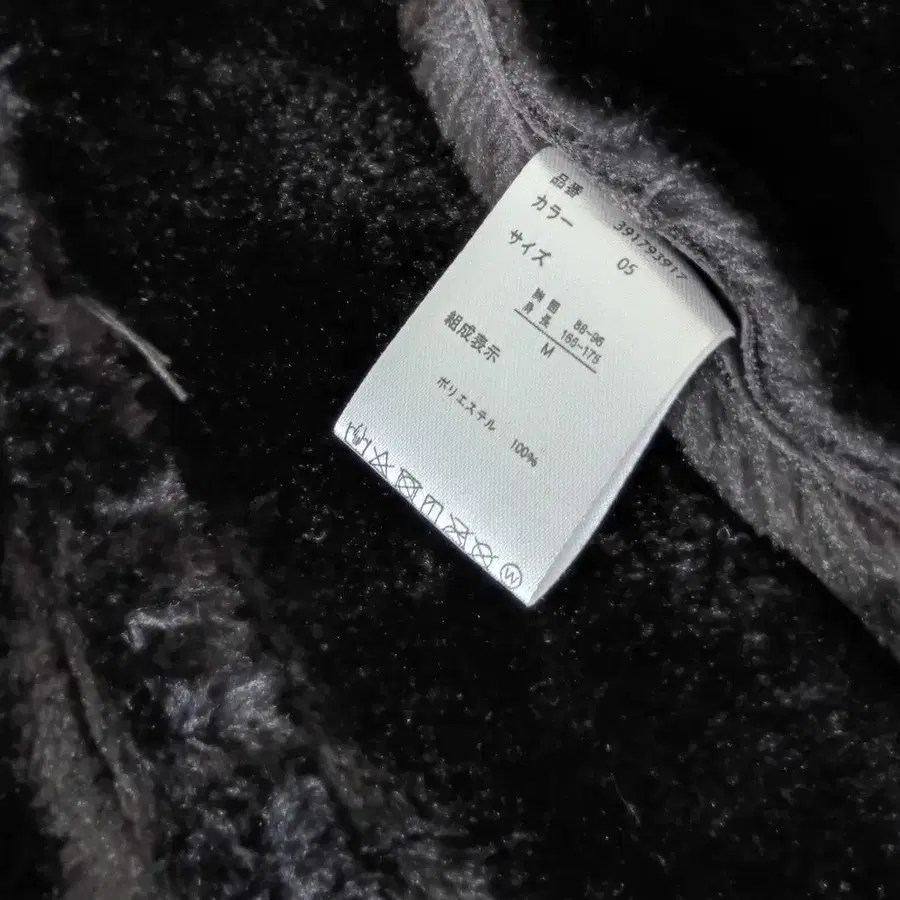 品番 391793917
カラー 05
サイズ
胸囲 88-96
身長 165-175
M
組成表示
ポリエステル 100%
W